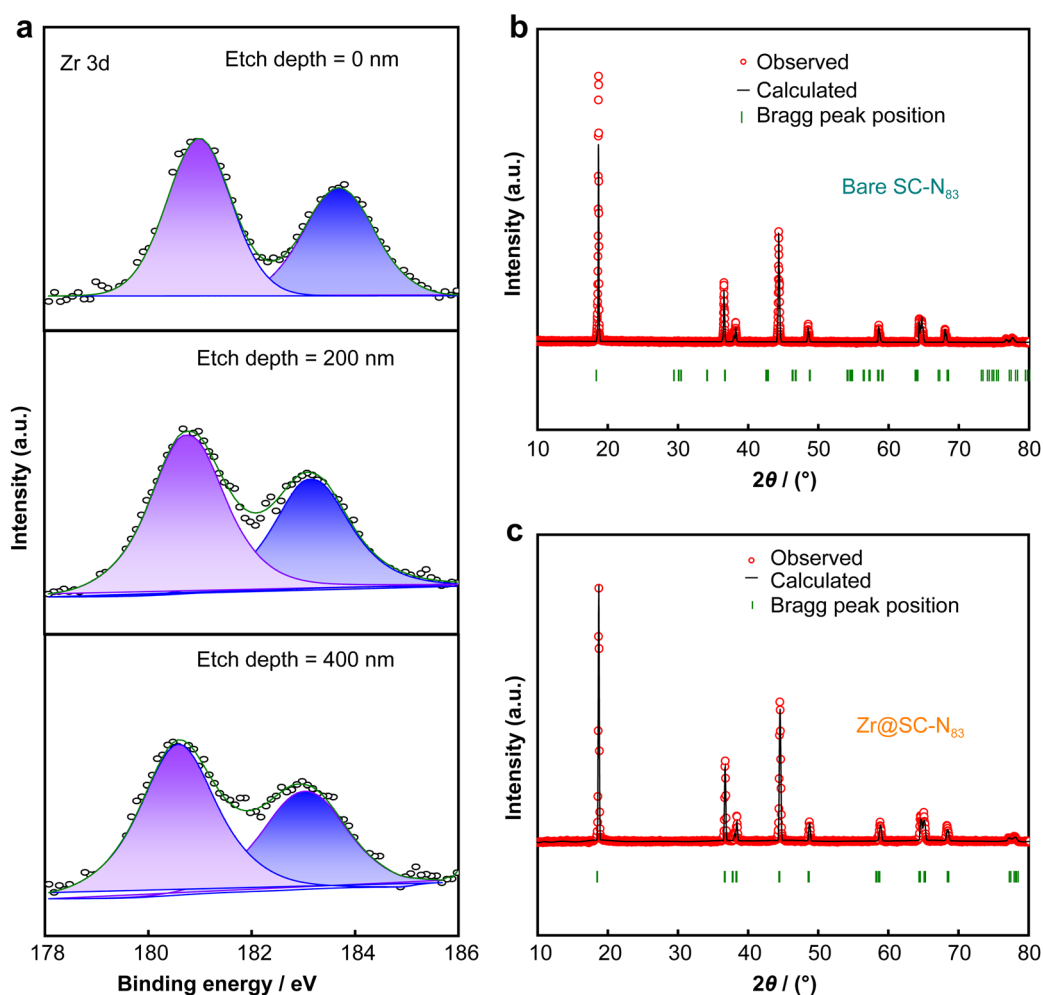 a
Zr 3d
Etch depth = 0 nm
Etch depth = 200 nm
Etch depth = 400 nm
Intensity (a.u.)
178 180 182 184 186
Binding energy / eV
b
Observed
Calculated
Bragg peak position
Bare SC-N83
Intensity (a.u.)
10 20 30 40 50 60 70 80
2θ / (°)
c
Observed
Calculated
Bragg peak position
Zr@SC-N83
Intensity (a.u.)
10 20 30 40 50 60 70 80
2θ / (°)